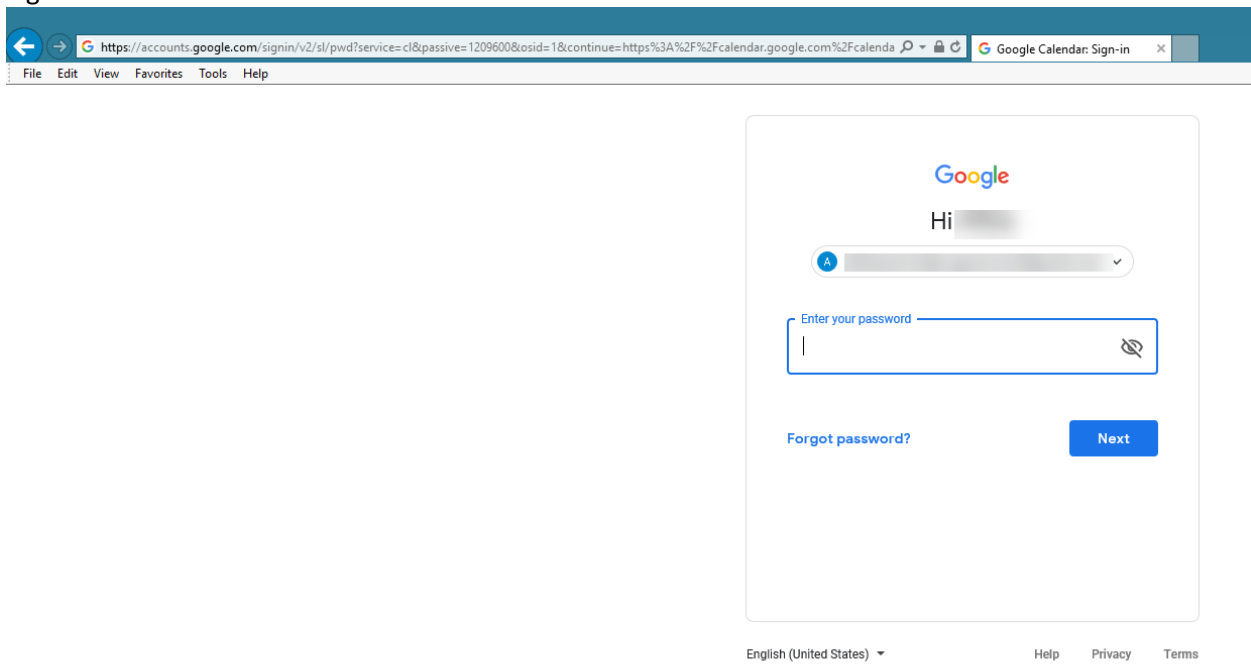 https://accounts.google.com/signin/v2/sl/pwd?service=cl&passive=1209600&osid=1&continue=https%3A%2F%2Fcalendar.google.com%2Fcalenda
Google Calendar: Sign-in
File Edit View Favorites Tools Help
Google
Hi
A
Enter your password
Forgot password? Next
English (United States) Help Privacy Terms